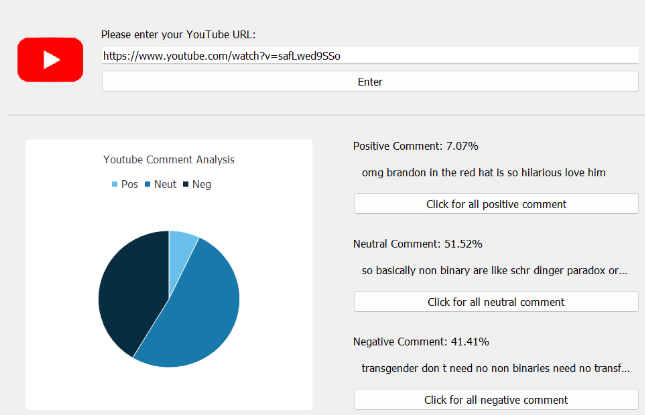 Please enter your YouTube URL:
https://www.youtube.com/watch?v=safLwed9SSo
Enter
Youtube Comment Analysis
Pos Neut Neg
Positive Comment: 7.07%
omg brandon in the red hat is so hilarious love him
Click for all positive comment
Neutral Comment: 51.52%
so basically non binary are like schr dinger paradox or...
Click for all neutral comment
Negative Comment: 41.41%
transgender don t need no non binaries need no transf...
Click for all negative comment